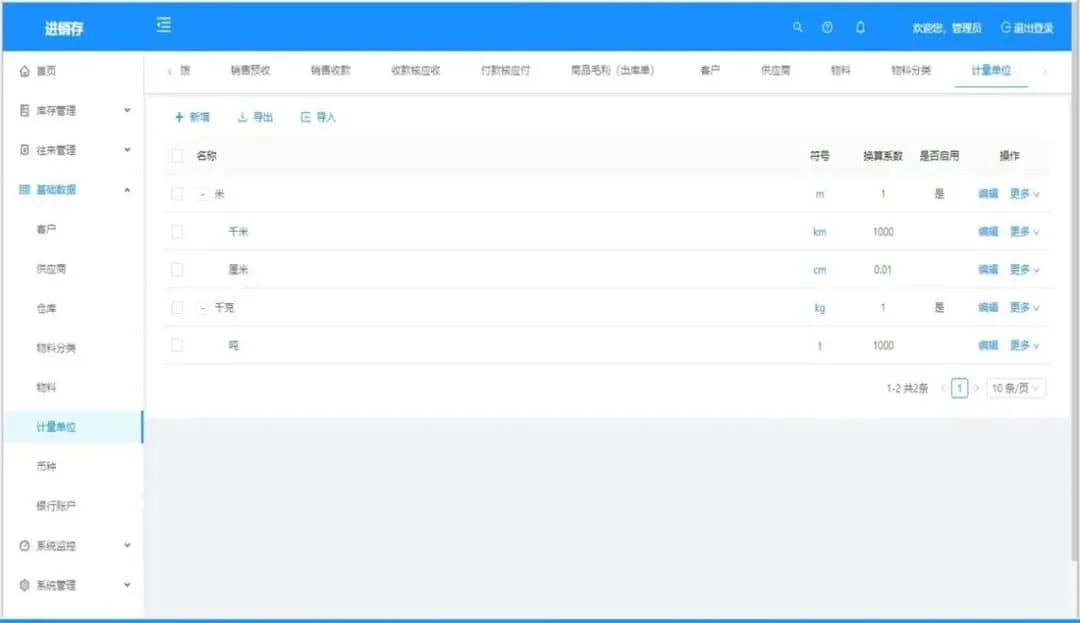 进销存
欢迎您，管理员 退出登录
首页
库存管理
往来管理
基础数据
客户
供应商
仓库
物料分类
物料
计量单位
币种
银行账户
系统监控
系统管理
拨 销售预收 销售收款 收款核应收 付款核应付 商品毛利（出库单） 客户 供应商 物料 物料分类 计量单位
+ 新增 导出 导入
名称 符号 换算系数 是否启用 操作
- 米 m 1 是 编辑 更多
千米 km 1000 编辑 更多
厘米 cm 0.01 编辑 更多
- 千克 kg 1 是 编辑 更多
吨 t 1000 编辑 更多
1-2 共2条 < 1 > 10 条/页